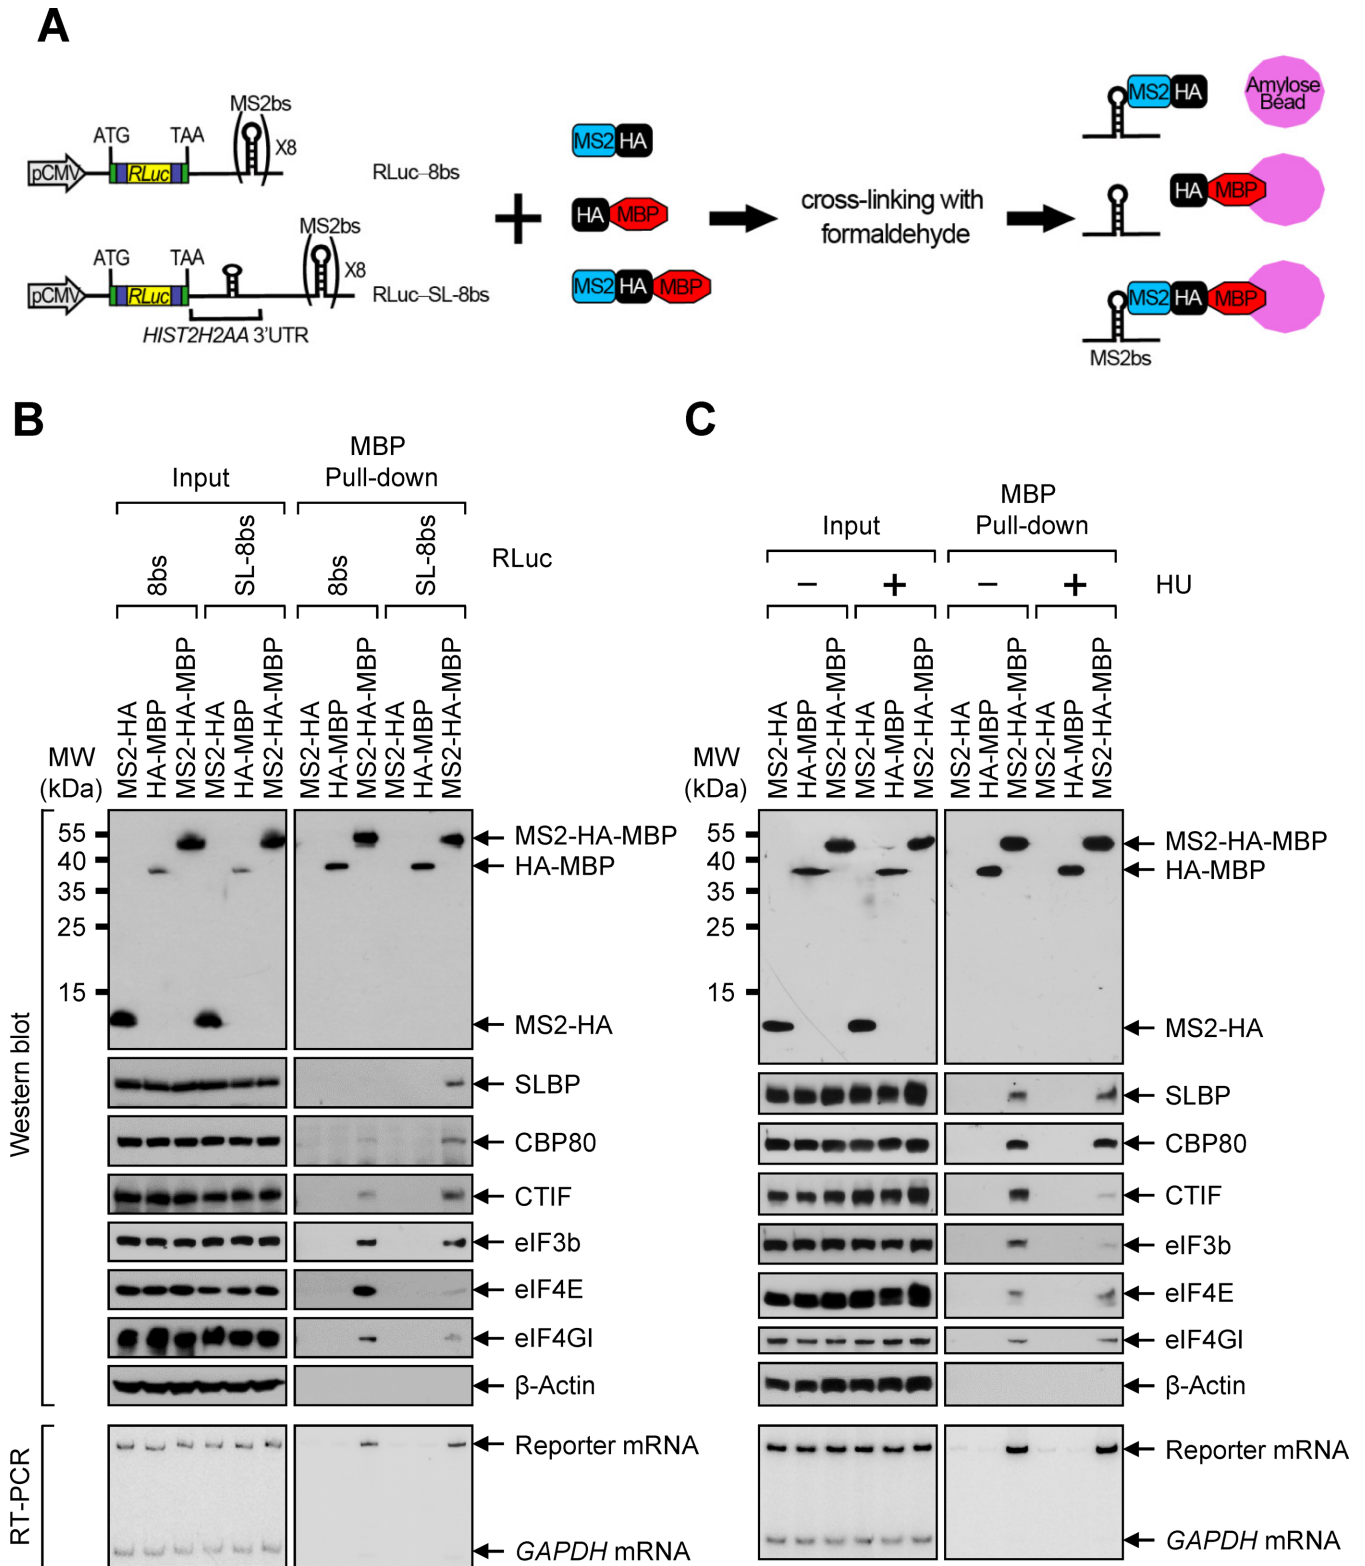 A
MS2bs
ATG TAA
X8
pCMV RLuc
RLuc–8bs
MS2bs
ATG TAA
X8
pCMV RLuc
RLuc–SL-8bs
HIST2H2AA 3'UTR
MS2 HA
HA MBP
MS2 HA MBP
cross-linking with
formaldehyde
MS2 HA
Amylose
Bead
HA MBP
MS2 HA MBP
MS2bs
B
Input
MBP
Pull-down
8bs
SL-8bs
8bs
SL-8bs
RLuc
MS2-HA
HA-MBP
MS2-HA-MBP
MS2-HA
HA-MBP
MS2-HA-MBP
MS2-HA
HA-MBP
MS2-HA-MBP
MS2-HA
HA-MBP
MS2-HA-MBP
MW
(kDa)
55
40
35
25
15
MS2-HA-MBP
HA-MBP
MS2-HA
SLBP
CBP80
CTIF
eIF3b
eIF4E
eIF4GI
β-Actin
Reporter mRNA
GAPDH mRNA
Western blot
RT-PCR
C
Input
MBP
Pull-down
− + − +
HU
MS2-HA
HA-MBP
MS2-HA-MBP
MS2-HA
HA-MBP
MS2-HA-MBP
MS2-HA
HA-MBP
MS2-HA-MBP
MS2-HA
HA-MBP
MS2-HA-MBP
MW
(kDa)
55
40
35
25
15
MS2-HA-MBP
HA-MBP
MS2-HA
SLBP
CBP80
CTIF
eIF3b
eIF4E
eIF4GI
β-Actin
Reporter mRNA
GAPDH mRNA